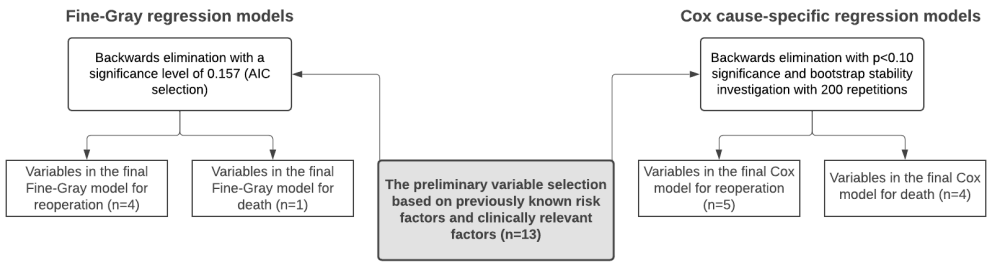 Fine-Gray regression models
Backwards elimination with a
significance level of 0.157 (AIC
selection)
Variables in the final
Fine-Gray model for
reoperation (n=4)
Variables in the final
Fine-Gray model for
death (n=1)
The preliminary variable selection
based on previously known risk
factors and clinically relevant
factors (n=13)
Cox cause-specific regression models
Backwards elimination with p<0.10
significance and bootstrap stability
investigation with 200 repetitions
Variables in the final Cox
model for reoperation
(n=5)
Variables in the final Cox
model for death (n=4)